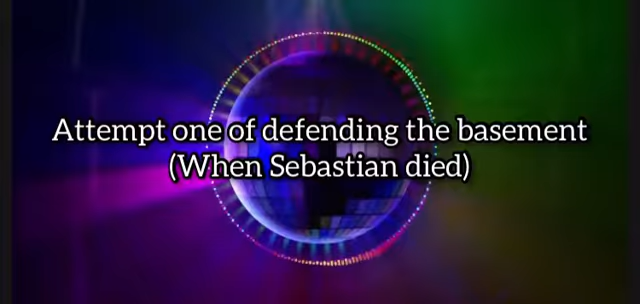 Attempt one of defending the basement
(When Sebastian died)